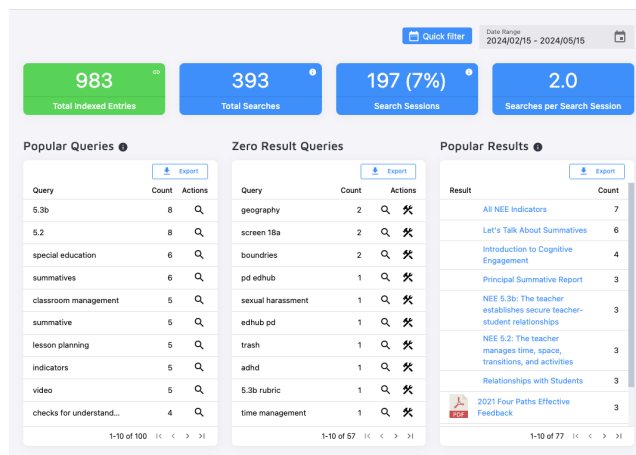 Quick filter
Date Range
2024/02/15 - 2024/05/15
983
Total Indexed Entries
393
Total Searches
197 (7%)
Search Sessions
2.0
Searches per Search Session
Popular Queries
Export
Query Count Actions
5.3b 8
5.2 8
special education 6
summatives 6
classroom management 5
summative 5
lesson planning 5
indicators 5
video 5
checks for understand... 4
1-10 of 100
Zero Result Queries
Export
Query Count Actions
geography 2
screen 18a 2
boundries 2
pd edhub 1
sexual harassment 1
edhub pd 1
trash 1
adhd 1
5.3b rubric 1
time management 1
1-10 of 57
Popular Results
Export
Result Count
All NEE Indicators 7
Let's Talk About Summatives 6
Introduction to Cognitive
Engagement 4
Principal Summative Report 3
NEE 5.3b: The teacher
establishes secure teacher- 3
student relationships
NEE 5.2: The teacher
manages time, space, 3
transitions, and activities
Relationships with Students 3
PDF
2021 Four Paths Effective
Feedback 3
1-10 of 77